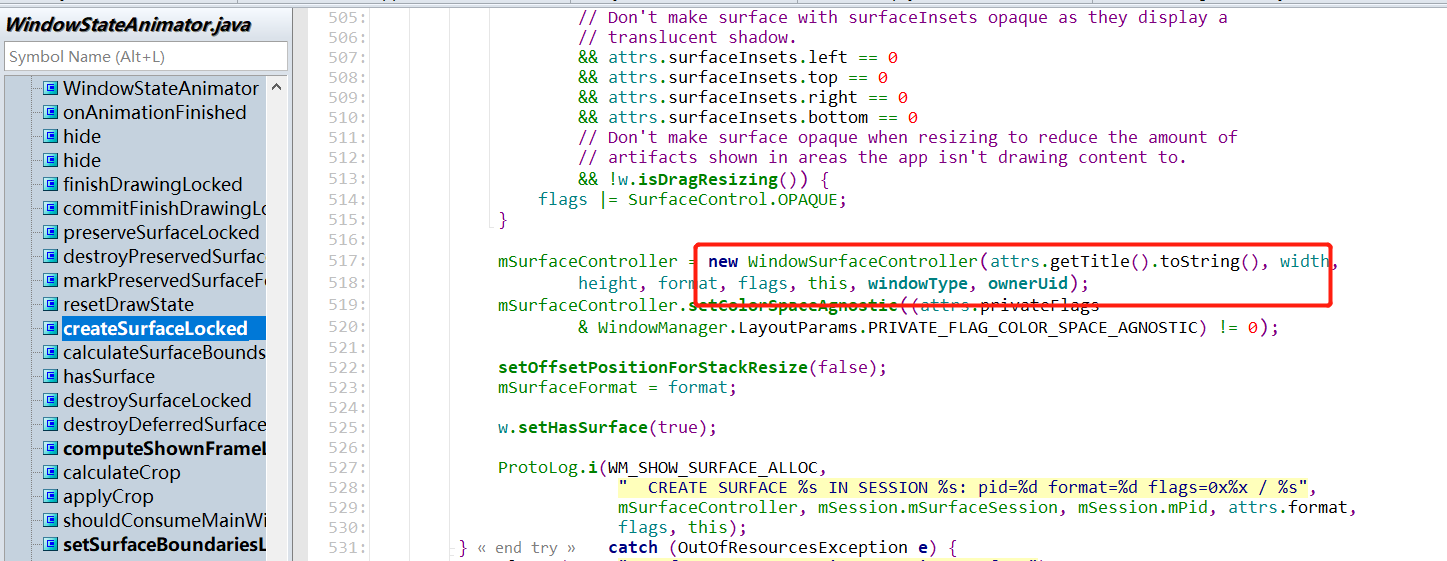 WindowStateAnimator.java
Symbol Name (Alt+L)
WindowStateAnimator
onAnimationFinished
hide
hide
finishDrawingLocked
commitFinishDrawingLo
preserveSurfaceLocked
destroyPreservedSurfac
markPreservedSurfaceFo
resetDrawState
createSurfaceLocked
calculateSurfaceBounds
hasSurface
destroySurfaceLocked
destroyDeferredSurface
computeShownFrameL
calculateCrop
applyCrop
shouldConsumeMainWi
setSurfaceBoundariesL
505: // Don't make surface with surfaceInsets opaque as they display a
506: // translucent shadow.
507: && attrs.surfaceInsets.left == 0
508: && attrs.surfaceInsets.top == 0
509: && attrs.surfaceInsets.right == 0
510: && attrs.surfaceInsets.bottom == 0
511: // Don't make surface opaque when resizing to reduce the amount of
512: // artifacts shown in areas the app isn't drawing content to.
513: && !w.isDragResizing()) {
514: flags |= SurfaceControl.OPAQUE;
515: }
516:
517: mSurfaceController = new WindowSurfaceController(attrs.getTitle().toString(), width,
518: height, format, flags, this, windowType, ownerUid);
519: mSurfaceController.setColorSpaceAgnostic((attrs.privateFlags
520: & WindowManager.LayoutParams.PRIVATE_FLAG_COLOR_SPACE_AGNOSTIC) != 0);
521:
522: setOffsetPositionForStackResize(false);
523: mSurfaceFormat = format;
524:
525: w.setHasSurface(true);
526:
527: ProtoLog.i(WM_SHOW_SURFACE_ALLOC,
528: "  CREATE SURFACE %s IN SESSION %s: pid=%d format=%d flags=0x%x / %s",
529: mSurfaceController, mSession.mSurfaceSession, mSession.mPid, attrs.format,
530: flags, this);
531: } « end try » catch (OutOfResourcesException e) {